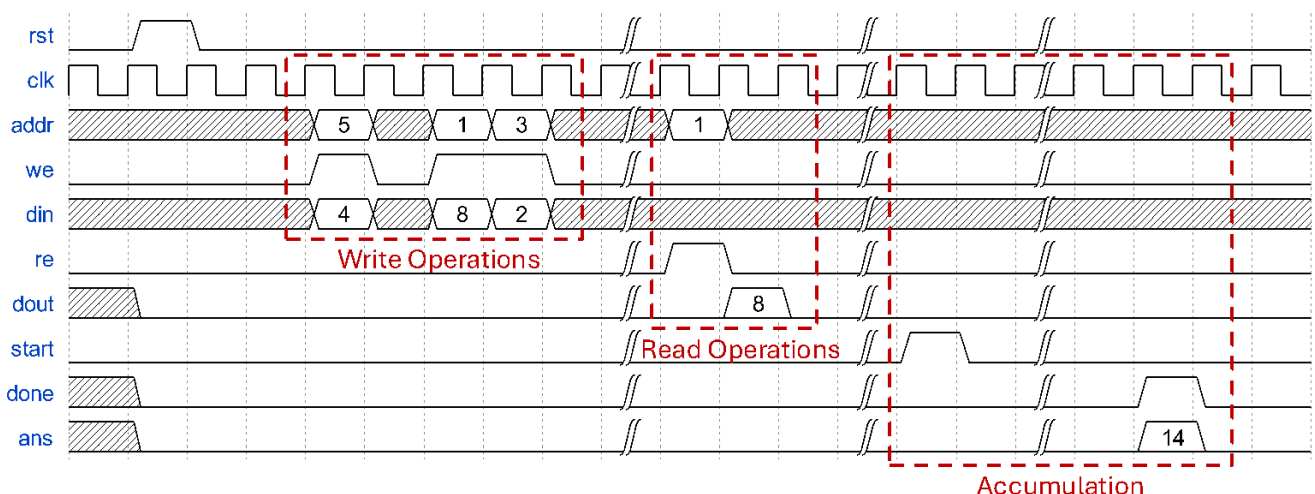 rst
clk
addr 5 1 3 1
we
din 4 8 2
Write Operations
re
dout 8
start
Read Operations
done
ans 14
Accumulation